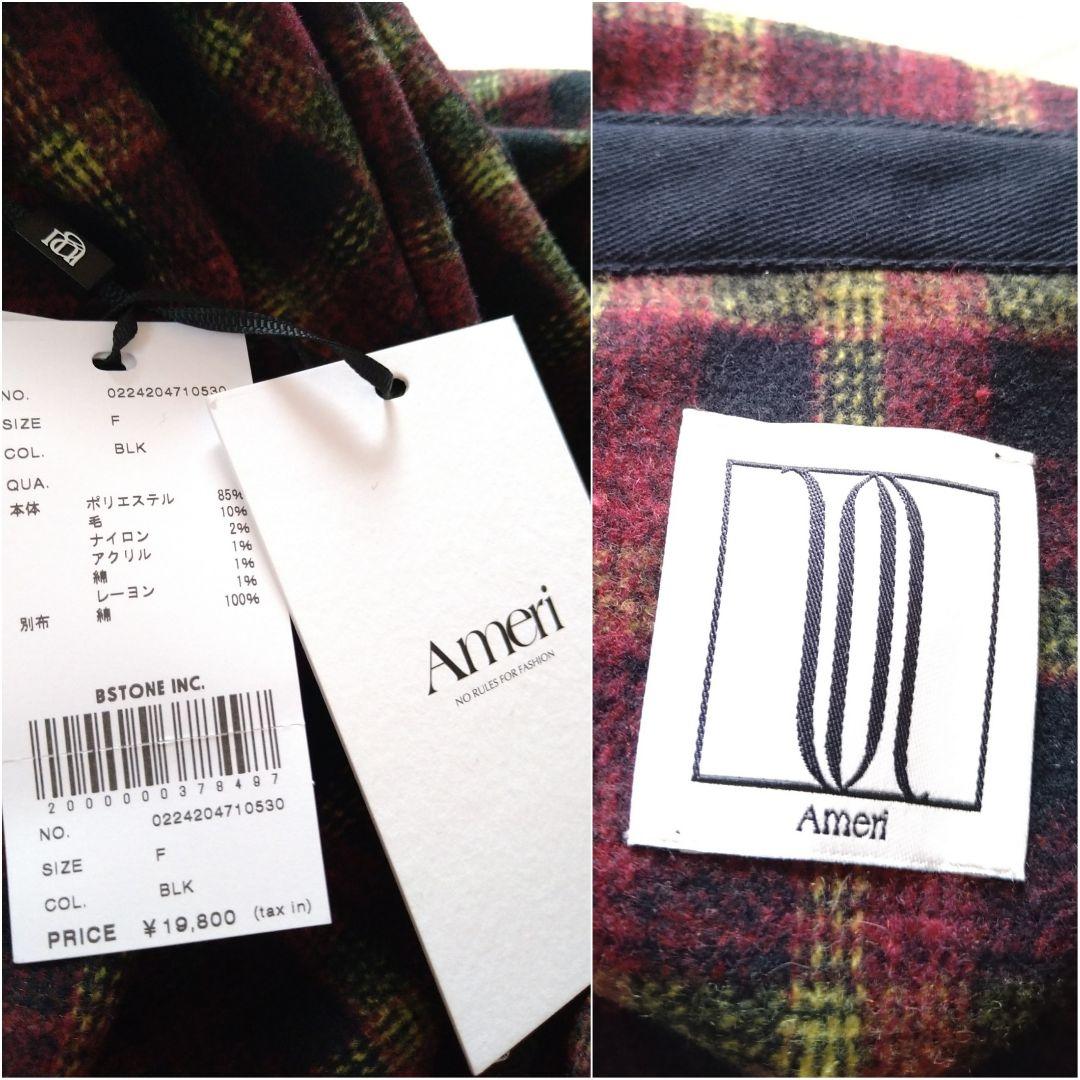 NO. 0224204710530
SIZE F
COL. BLK
QUA.
本体 ポリエステル 85%
毛 10%
ナイロン 2%
アクリル 1%
綿 1%
レーヨン 1%
別布 綿 100%
BSTONE INC.
2000000378497
NO. 0224204710530
SIZE F
COL. BLK
PRICE ¥19,800 (tax in)
Ameri
NO RULES FOR FASHION
Ameri